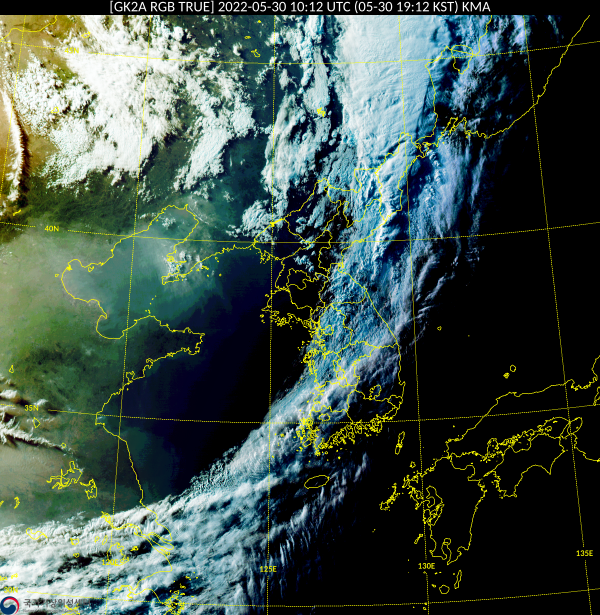 [GK2A RGB TRUE] 2022-05-30 10:12 UTC (05-30 19:12 KST) KMA
40N
35N
125E
130E
135E